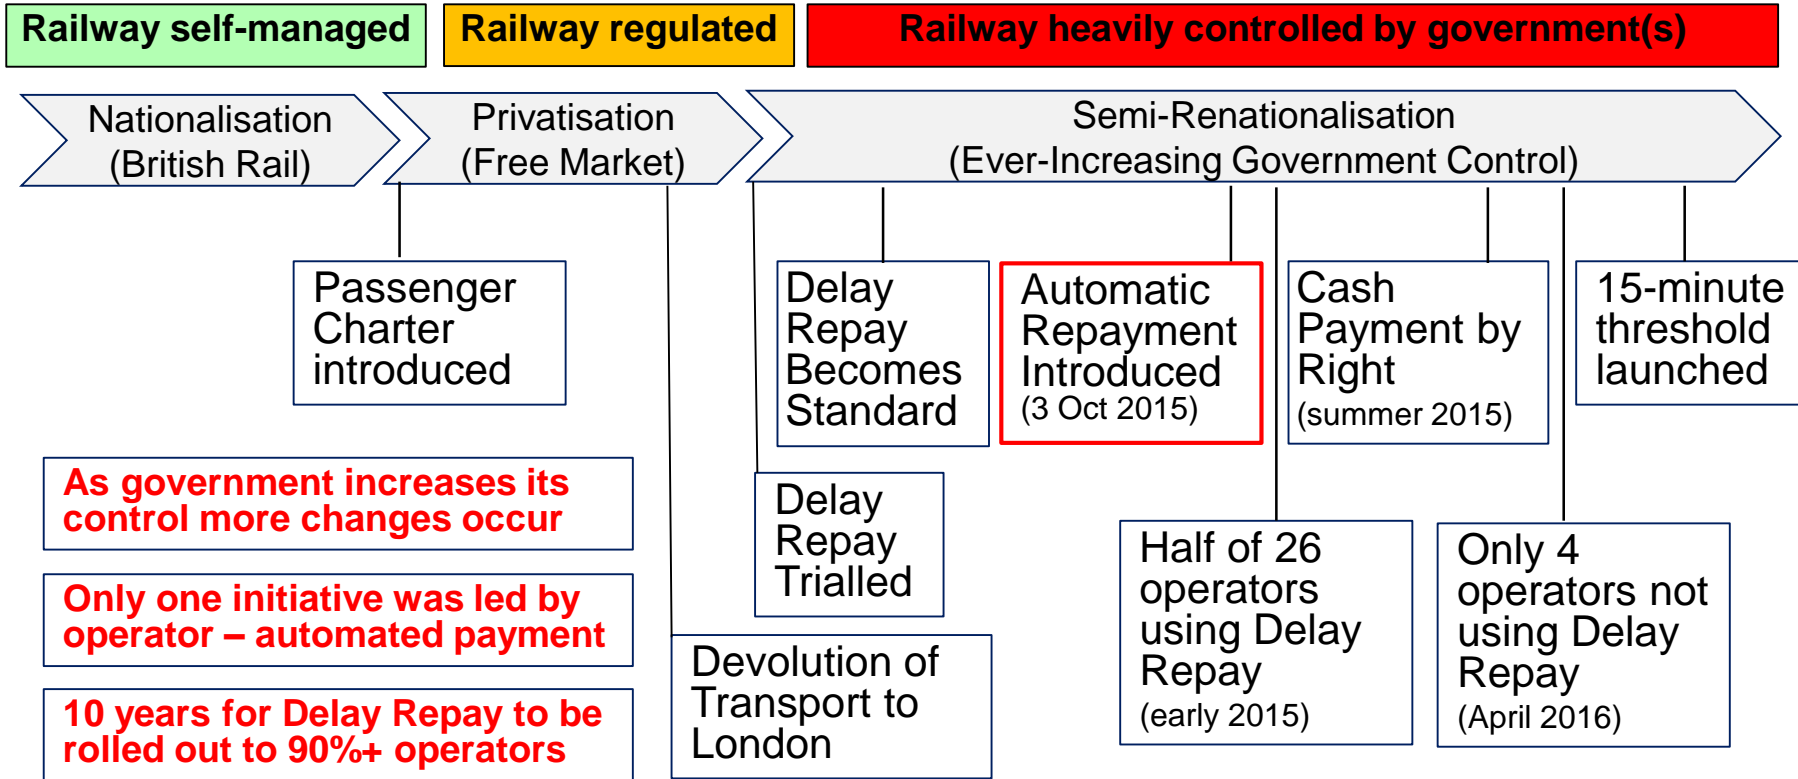 Railway self-managed
Railway regulated
Railway heavily controlled by government(s)
Nationalisation
(British Rail)
Privatisation
(Free Market)
Semi-Renationalisation
(Ever-Increasing Government Control)
Passenger
Charter
introduced
Delay
Repay
Becomes
Standard
Automatic
Repayment
Introduced
(3 Oct 2015)
Cash
Payment by
Right
(summer 2015)
15-minute
threshold
launched
As government increases its
control more changes occur
Only one initiative was led by
operator – automated payment
10 years for Delay Repay to be
rolled out to 90%+ operators
Delay
Repay
Trialled
Devolution of
Transport to
London
Half of 26
operators
using Delay
Repay
(early 2015)
Only 4
operators not
using Delay
Repay
(April 2016)